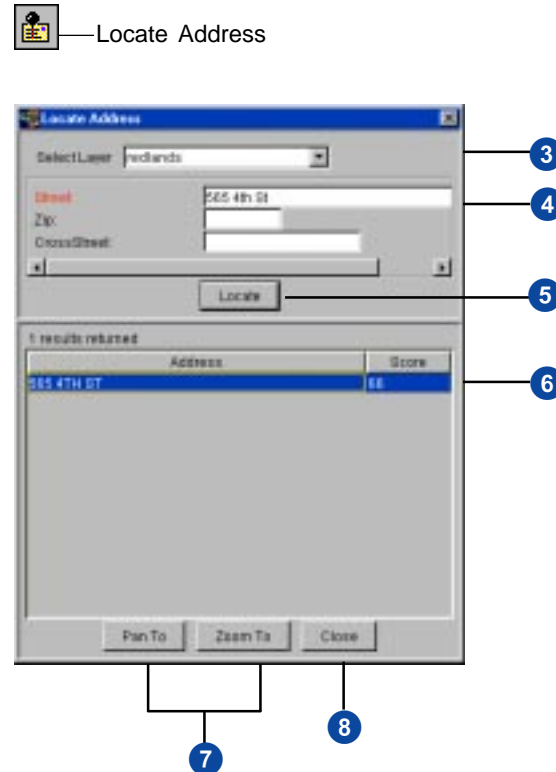 Locate Address
Locate Address
Select Layer redlands
3
Street: 565 4th St
4
Zip:
CrossStreet:
Locate
5
1 results returned
Address Score
565 4TH ST 68
6
Pan To Zoom To Close
7
8